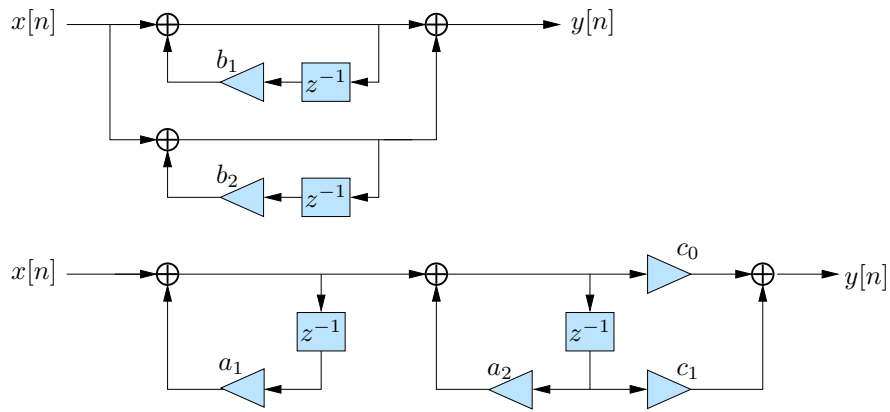 x[n] y[n]
b₁
z⁻¹
b₂
z⁻¹
x[n] c₀ y[n]
z⁻¹ z⁻¹
a₁ a₂ c₁